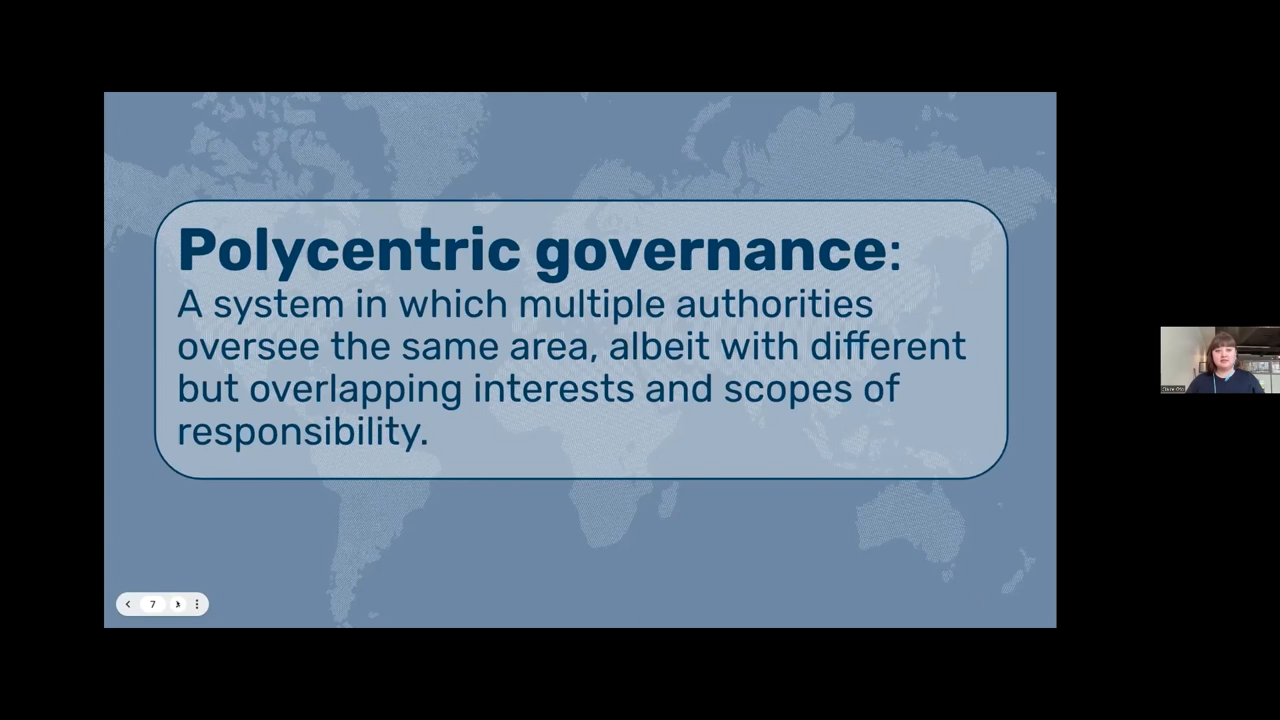 Polycentric governance:
A system in which multiple authorities
oversee the same area, albeit with different
but overlapping interests and scopes of
responsibility.
7